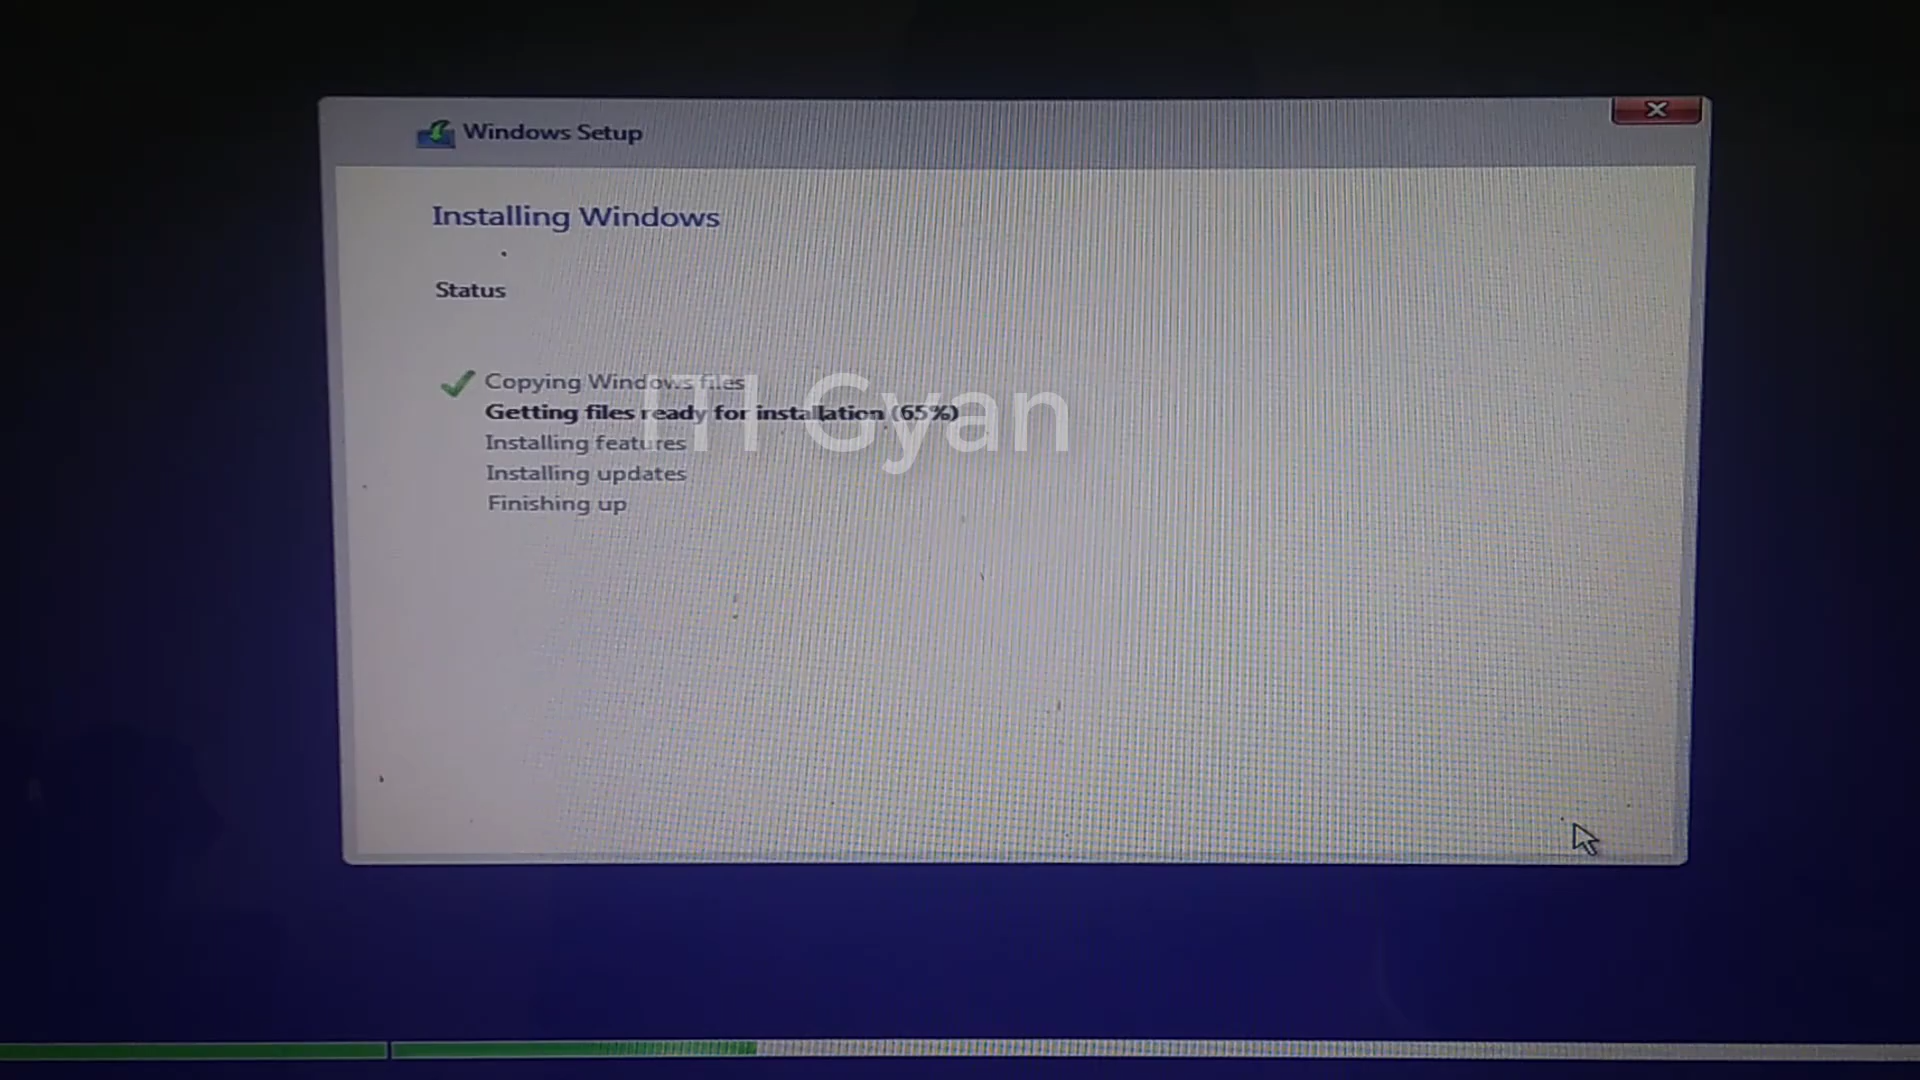 Windows Setup
Installing Windows
Status
Copying Windows files
Getting files ready for installation (65%)
Installing features
Installing updates
Finishing up
ITI Gyan